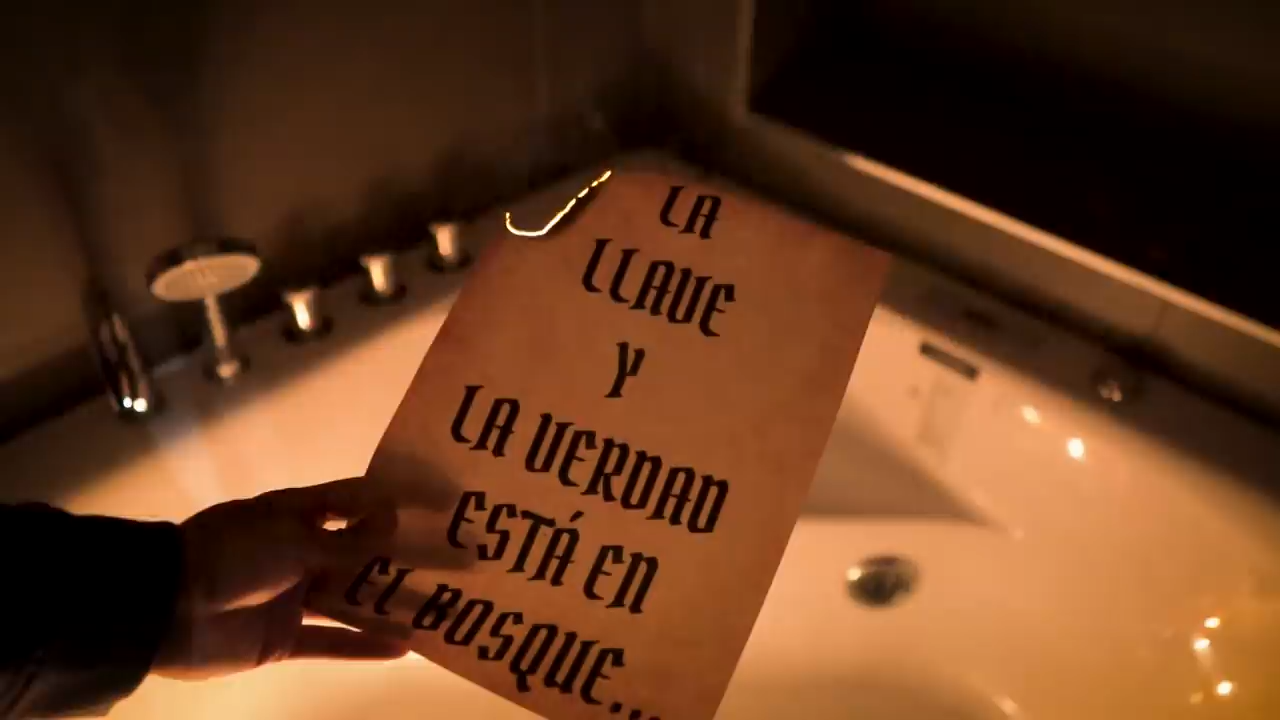 LA
LLAVE
Y
LA VERDAD
ESTÁ EN
EL BOSQUE...